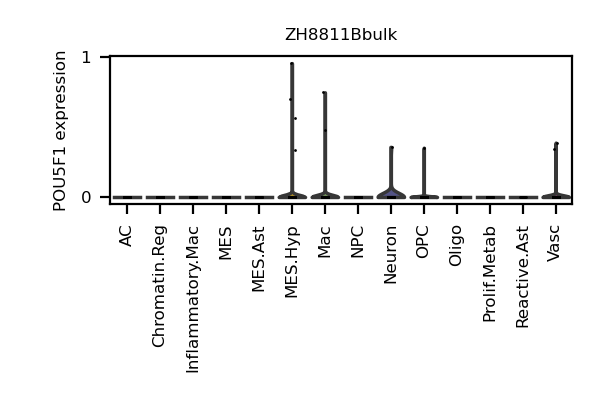 ZH8811Bbulk
POU5F1 expression
1
0
AC
Chromatin.Reg
Inflammatory.Mac
MES
MES.Ast
MES.Hyp
Mac
NPC
Neuron
OPC
Oligo
Prolif.Metab
Reactive.Ast
Vasc